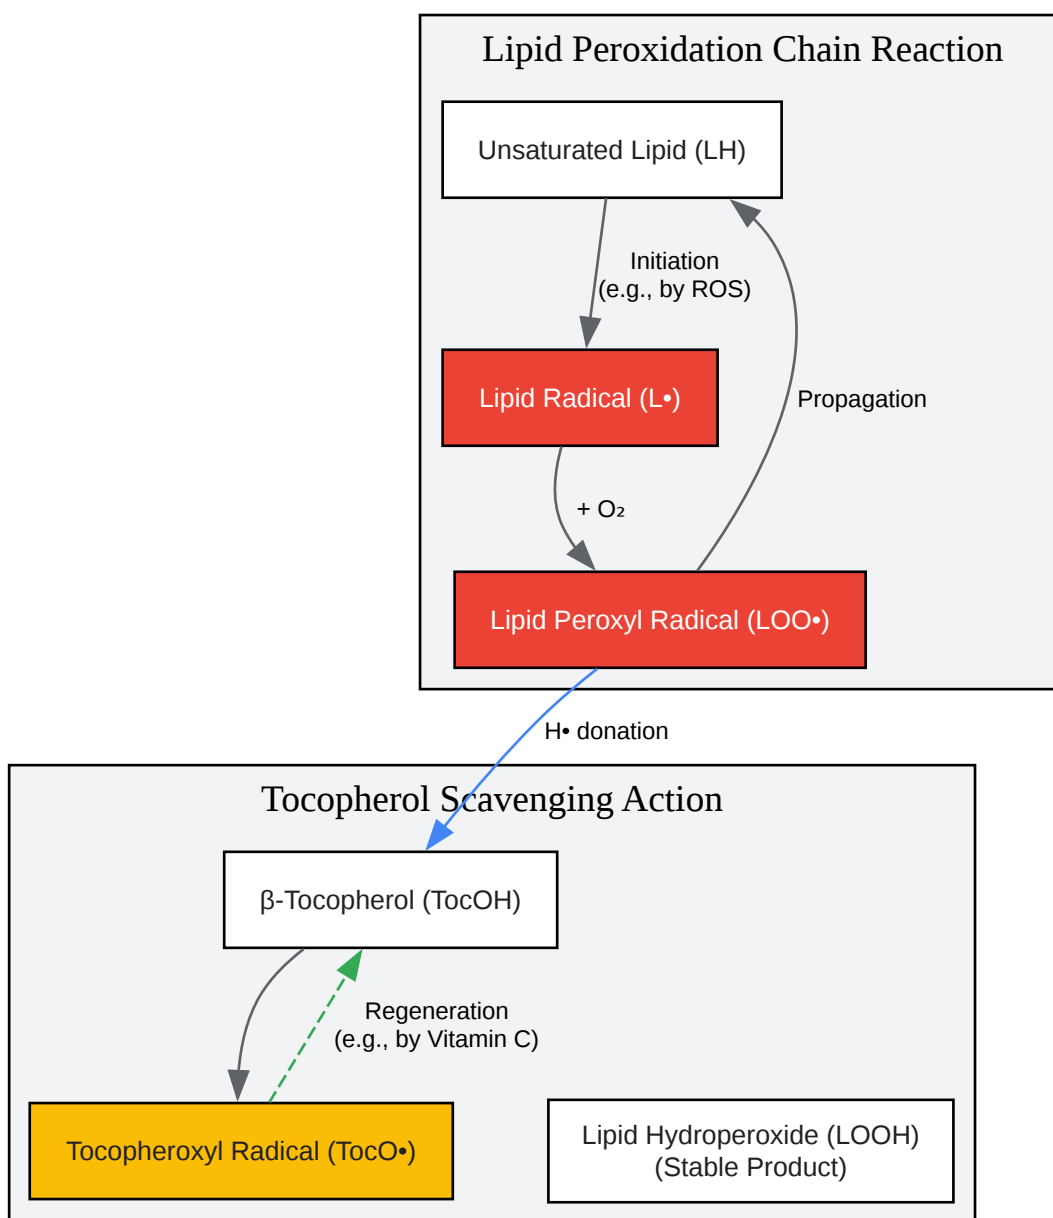 Lipid Peroxidation Chain Reaction
Unsaturated Lipid (LH)
Initiation
(e.g., by ROS)
Lipid Radical (L•)
Propagation
+ O₂
Lipid Peroxyl Radical (LOO•)
H• donation
Tocopherol Scavenging Action
β-Tocopherol (TocOH)
Regeneration
(e.g., by Vitamin C)
Tocopheroxyl Radical (TocO•)
Lipid Hydroperoxide (LOOH)
(Stable Product)